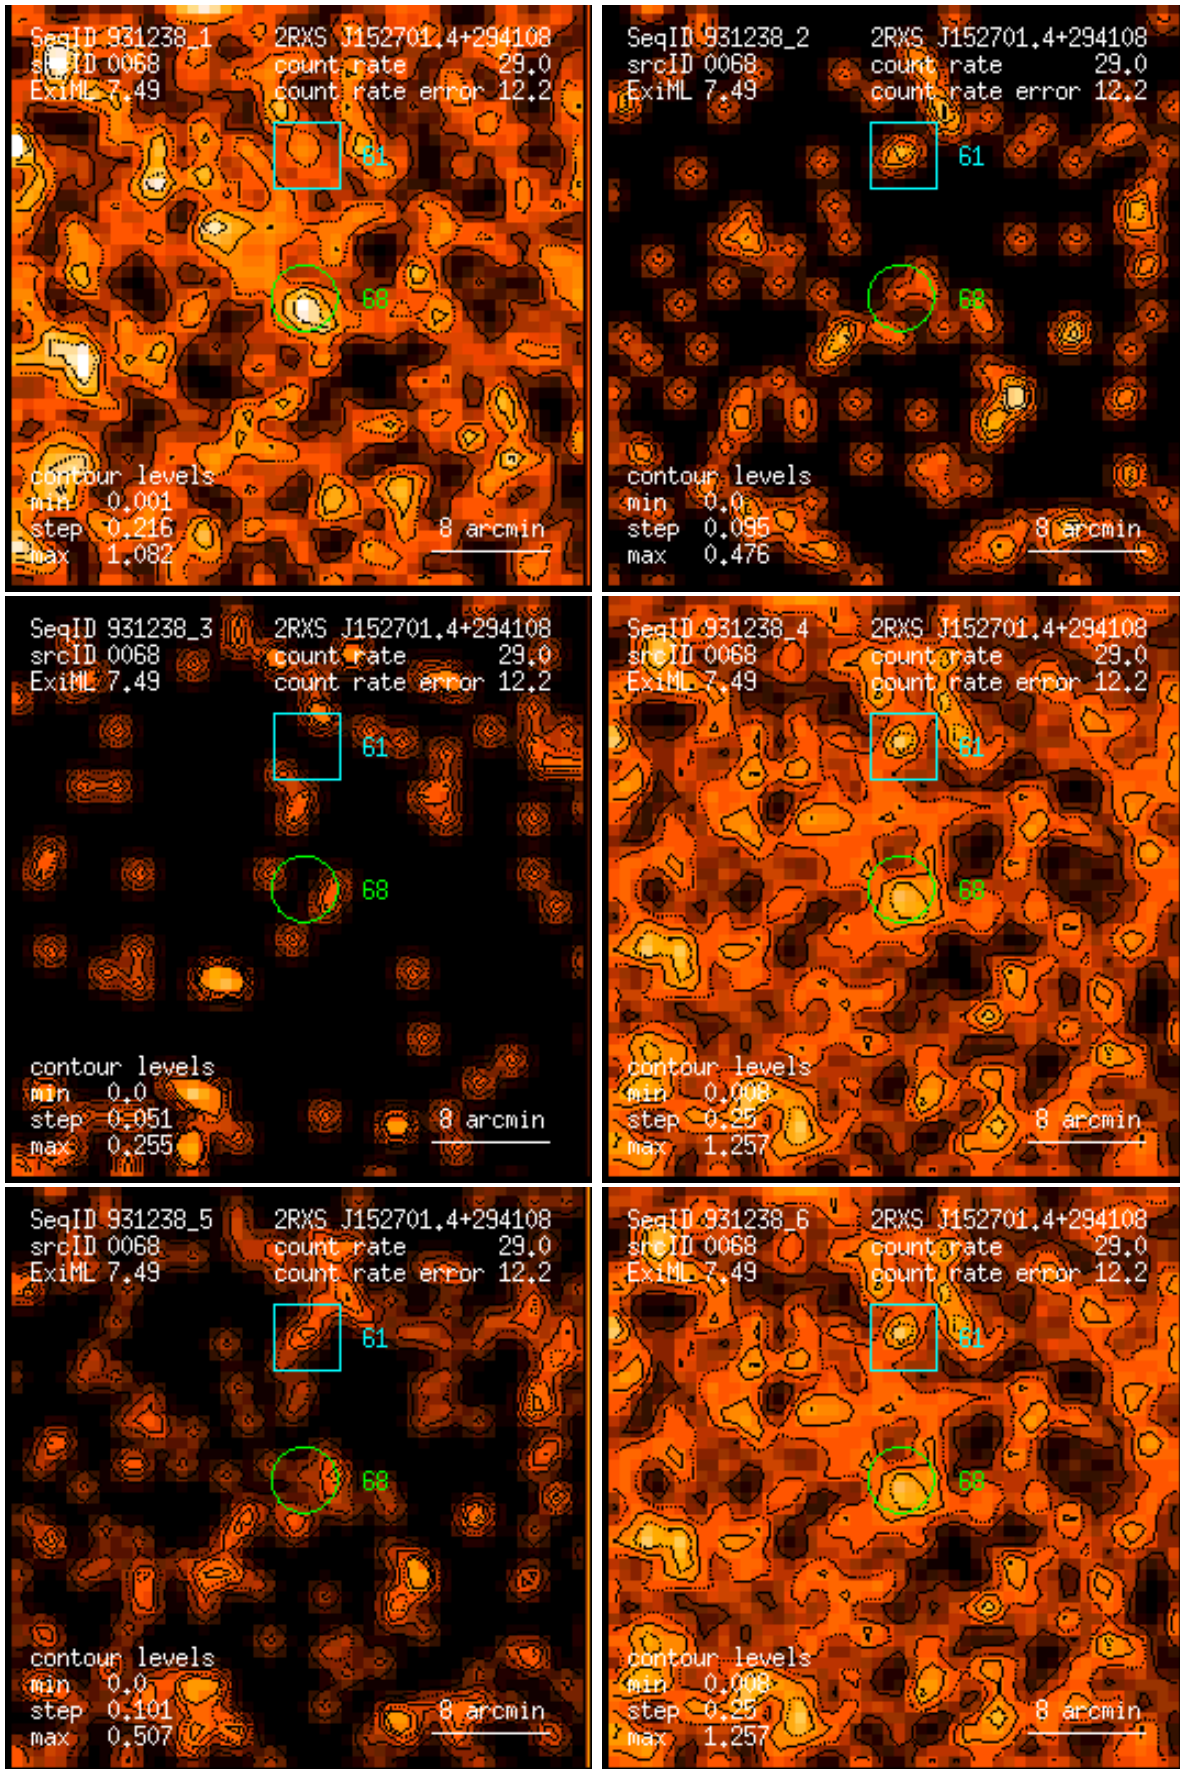 SeqID 931238_1 2RXS J152701.4+294108
srcID 0068 count rate 29.0
ExiML 7.49 count rate error 12.2
61
68
contour levels
min 0.001
step 0.216 8 arcmin
max 1.082
SeqID 931238_2 2RXS J152701.4+294108
srcID 0068 count rate 29.0
ExiML 7.49 count rate error 12.2
61
68
contour levels
min 0.0
step 0.095 8 arcmin
max 0.476
SeqID 931238_3 2RXS J152701.4+294108
srcID 0068 count rate 29.0
ExiML 7.49 count rate error 12.2
61
68
contour levels
min 0.0
step 0.051 8 arcmin
max 0.255
SeqID 931238_4 2RXS J152701.4+294108
srcID 0068 count rate 29.0
ExiML 7.49 count rate error 12.2
61
68
contour levels
min 0.008
step 0.25 8 arcmin
max 1.257
SeqID 931238_5 2RXS J152701.4+294108
srcID 0068 count rate 29.0
ExiML 7.49 count rate error 12.2
61
68
contour levels
min 0.0
step 0.101 8 arcmin
max 0.507
SeqID 931238_6 2RXS J152701.4+294108
srcID 0068 count rate 29.0
ExiML 7.49 count rate error 12.2
61
68
contour levels
min 0.008
step 0.25 8 arcmin
max 1.257